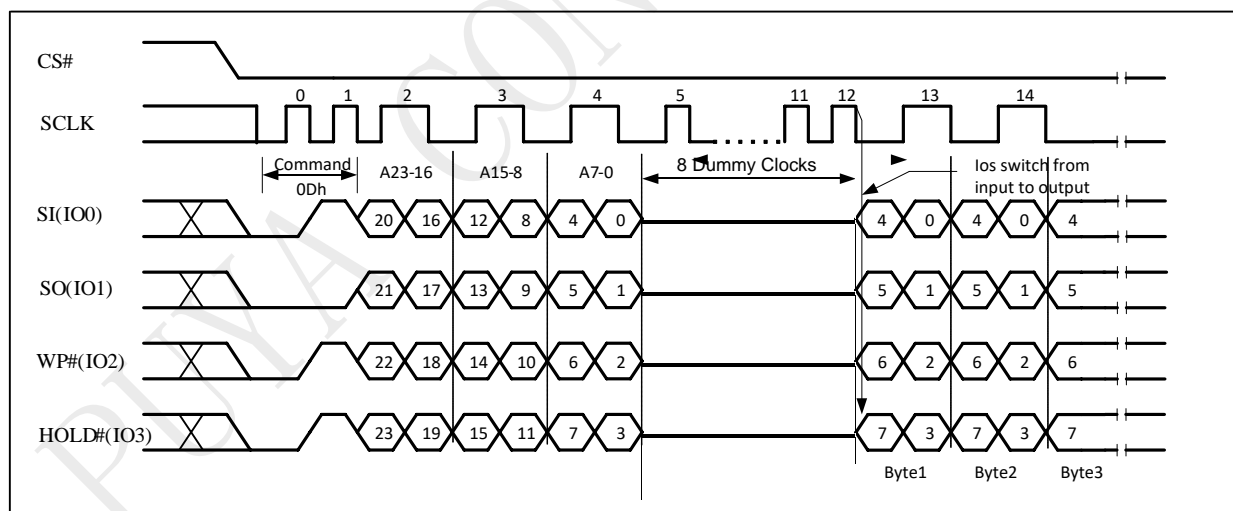 PUYA CON
CS#
SCLK
0 1 2 3 4 5 11 12 13 14
Command
0Dh
A23-16 A15-8 A7-0
8 Dummy Clocks
Ios switch from
input to output
SI(IO0)
20 16 12 8 4 0 4 0 4 0 4
SO(IO1)
21 17 13 9 5 1 5 1 5 1 5
WP#(IO2)
22 18 14 10 6 2 6 2 6 2 6
HOLD#(IO3)
23 19 15 11 7 3 7 3 7 3 7
Byte1 Byte2 Byte3